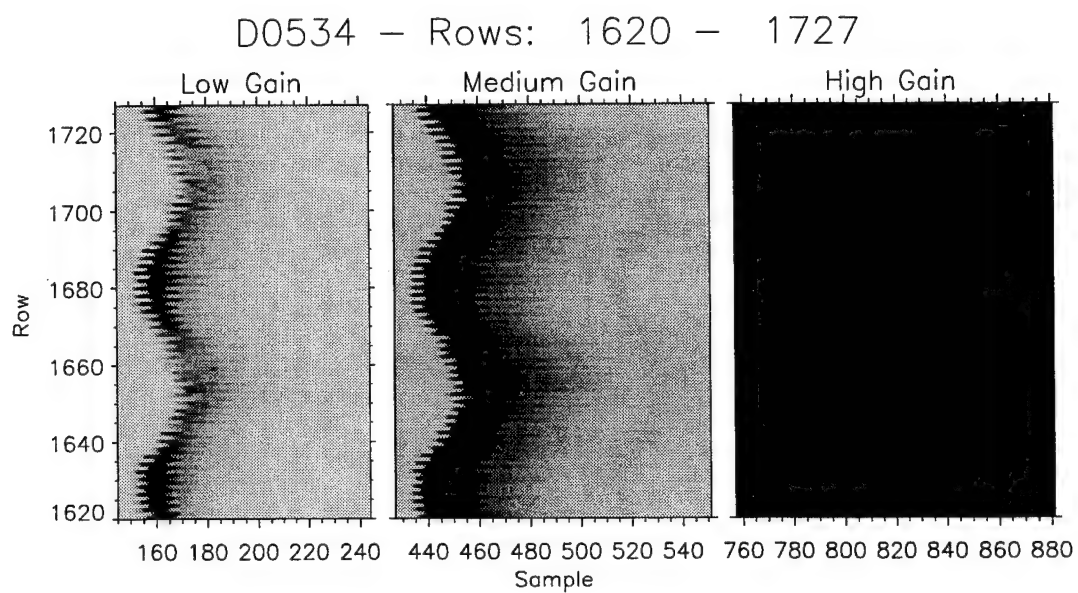 D0534 – Rows: 1620 – 1727
Low Gain
Medium Gain
High Gain
Row
1720
1700
1680
1660
1640
1620
160 180 200 220 240
440 460 480 500 520 540
760 780 800 820 840 860 880
Sample